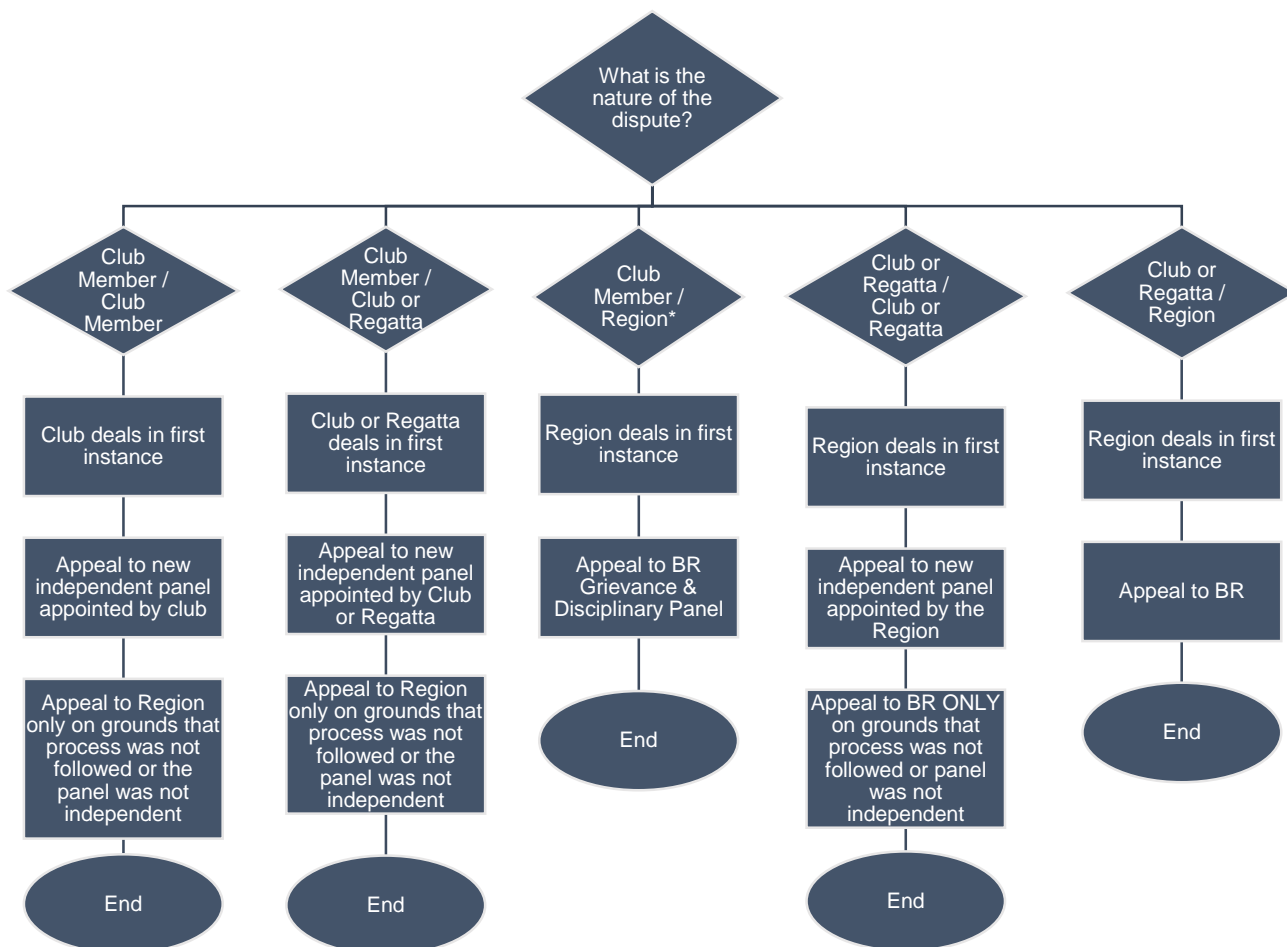 What is the
nature of the
dispute?
Club
Member /
Club
Member
Club
Member /
Club or
Regatta
Club
Member /
Region*
Club or
Regatta /
Club or
Regatta
Club or
Regatta /
Region
Club deals in first
instance
Club or Regatta
deals in first
instance
Region deals in first
instance
Region deals in first
instance
Region deals in first
instance
Appeal to new
independent panel
appointed by club
Appeal to new
independent panel
appointed by Club
or Regatta
Appeal to BR
Grievance &
Disciplinary Panel
Appeal to new
independent panel
appointed by the
Region
Appeal to BR
Appeal to Region
only on grounds that
process was not
followed or the
panel was not
independent
Appeal to Region
only on grounds that
process was not
followed or the
panel was not
independent
End
Appeal to BR ONLY
on grounds that
process was not
followed or panel
was not
independent
End
End
End
End